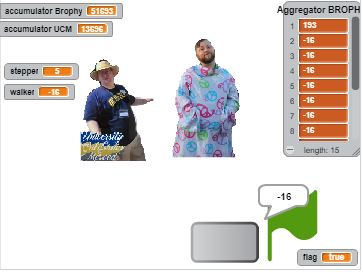 accumulator Brophy 51693
accumulator UCM 13696
stepper 5
walker -16
Aggregator BROPH
1 193
2 -16
3 -16
4 -16
5 -16
6 -16
7 -16
8 -16
length: 15
University
Of California
Merced
-16
flag true